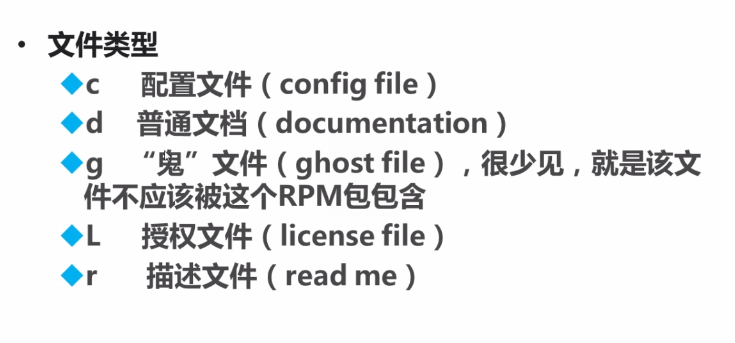 • 文件类型
◆c 配置文件（config file）
◆d 普通文档（documentation）
◆g “鬼”文件（ghost file），很少见，就是该文
件不应该被这个RPM包包含
◆L 授权文件（license file）
◆r 描述文件（read me）